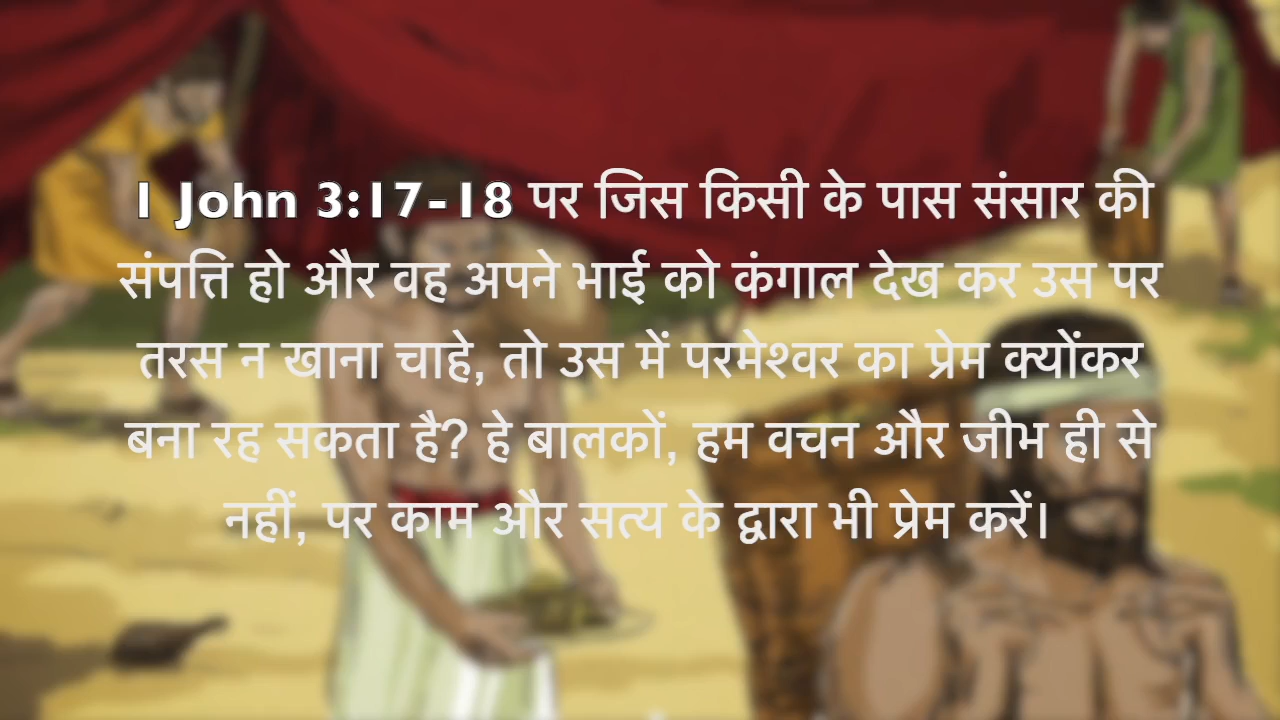 1 John 3:17-18 पर जिस किसी के पास संसार की
संपत्ति हो और वह अपने भाई को कंगाल देख कर उस पर
तरस न खाना चाहे, तो उस में परमेश्वर का प्रेम क्योंकर
बना रह सकता है? हे बालकों, हम वचन और जीभ ही से
नहीं, पर काम और सत्य के द्वारा भी प्रेम करें।